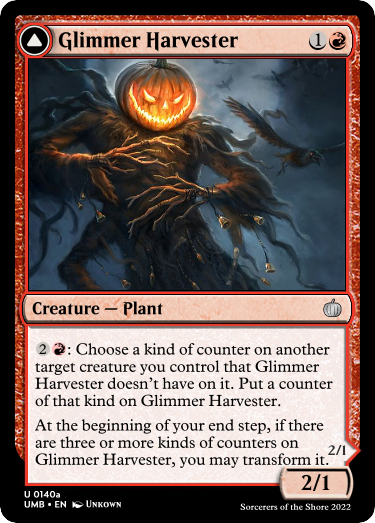 Glimmer Harvester 1
Creature — Plant
2 : Choose a kind of counter on another
target creature you control that Glimmer
Harvester doesn't have on it. Put a counter
of that kind on Glimmer Harvester.
At the beginning of your end step, if there
are three or more kinds of counters on
Glimmer Harvester, you may transform it.
2/1
2/1
U 0140a
UMB • EN Unkown
Sorcerers of the Shore 2022